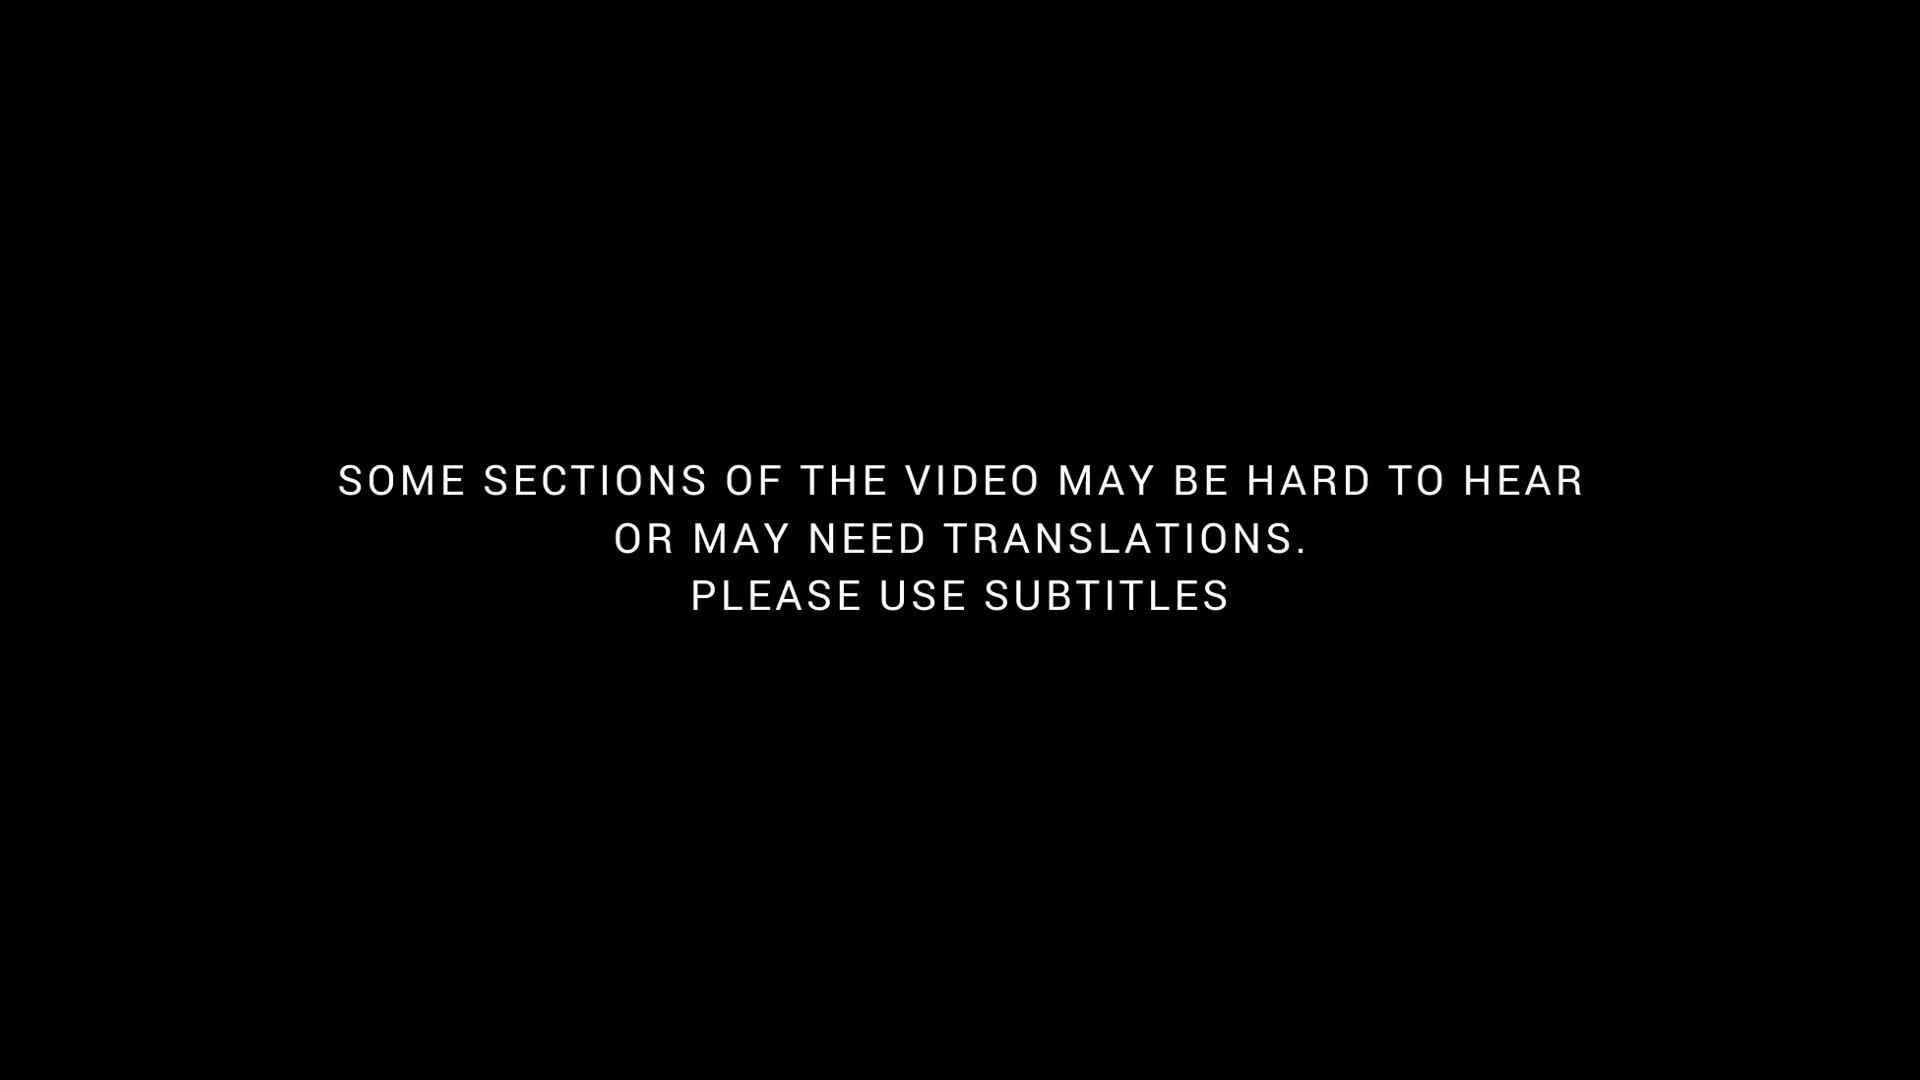 SOME SECTIONS OF THE VIDEO MAY BE HARD TO HEAR
OR MAY NEED TRANSLATIONS.
PLEASE USE SUBTITLES